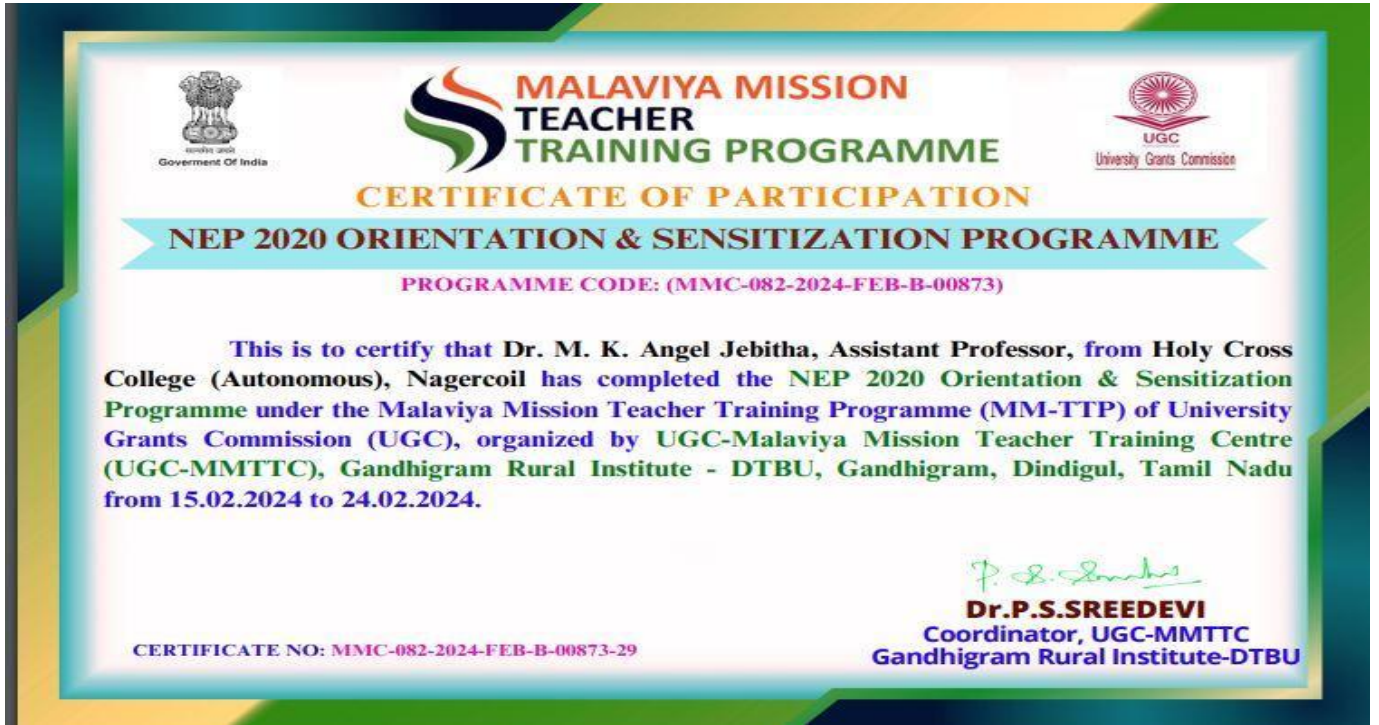 MALAVIYA MISSION
TEACHER
TRAINING PROGRAMME
सत्यमेव जयते
Goverment Of India
UGC
University Grants Commission
CERTIFICATE OF PARTICIPATION
NEP 2020 ORIENTATION & SENSITIZATION PROGRAMME
PROGRAMME CODE: (MMC-082-2024-FEB-B-00873)
This is to certify that Dr. M. K. Angel Jebitha, Assistant Professor, from Holy Cross
College (Autonomous), Nagercoil has completed the NEP 2020 Orientation & Sensitization
Programme under the Malaviya Mission Teacher Training Programme (MM-TTP) of University
Grants Commission (UGC), organized by UGC-Malaviya Mission Teacher Training Centre
(UGC-MMTTC), Gandhigram Rural Institute - DTBU, Gandhigram, Dindigul, Tamil Nadu
from 15.02.2024 to 24.02.2024.
Dr.P.S.SREEDEVI
Coordinator, UGC-MMTTC
Gandhigram Rural Institute-DTBU
CERTIFICATE NO: MMC-082-2024-FEB-B-00873-29